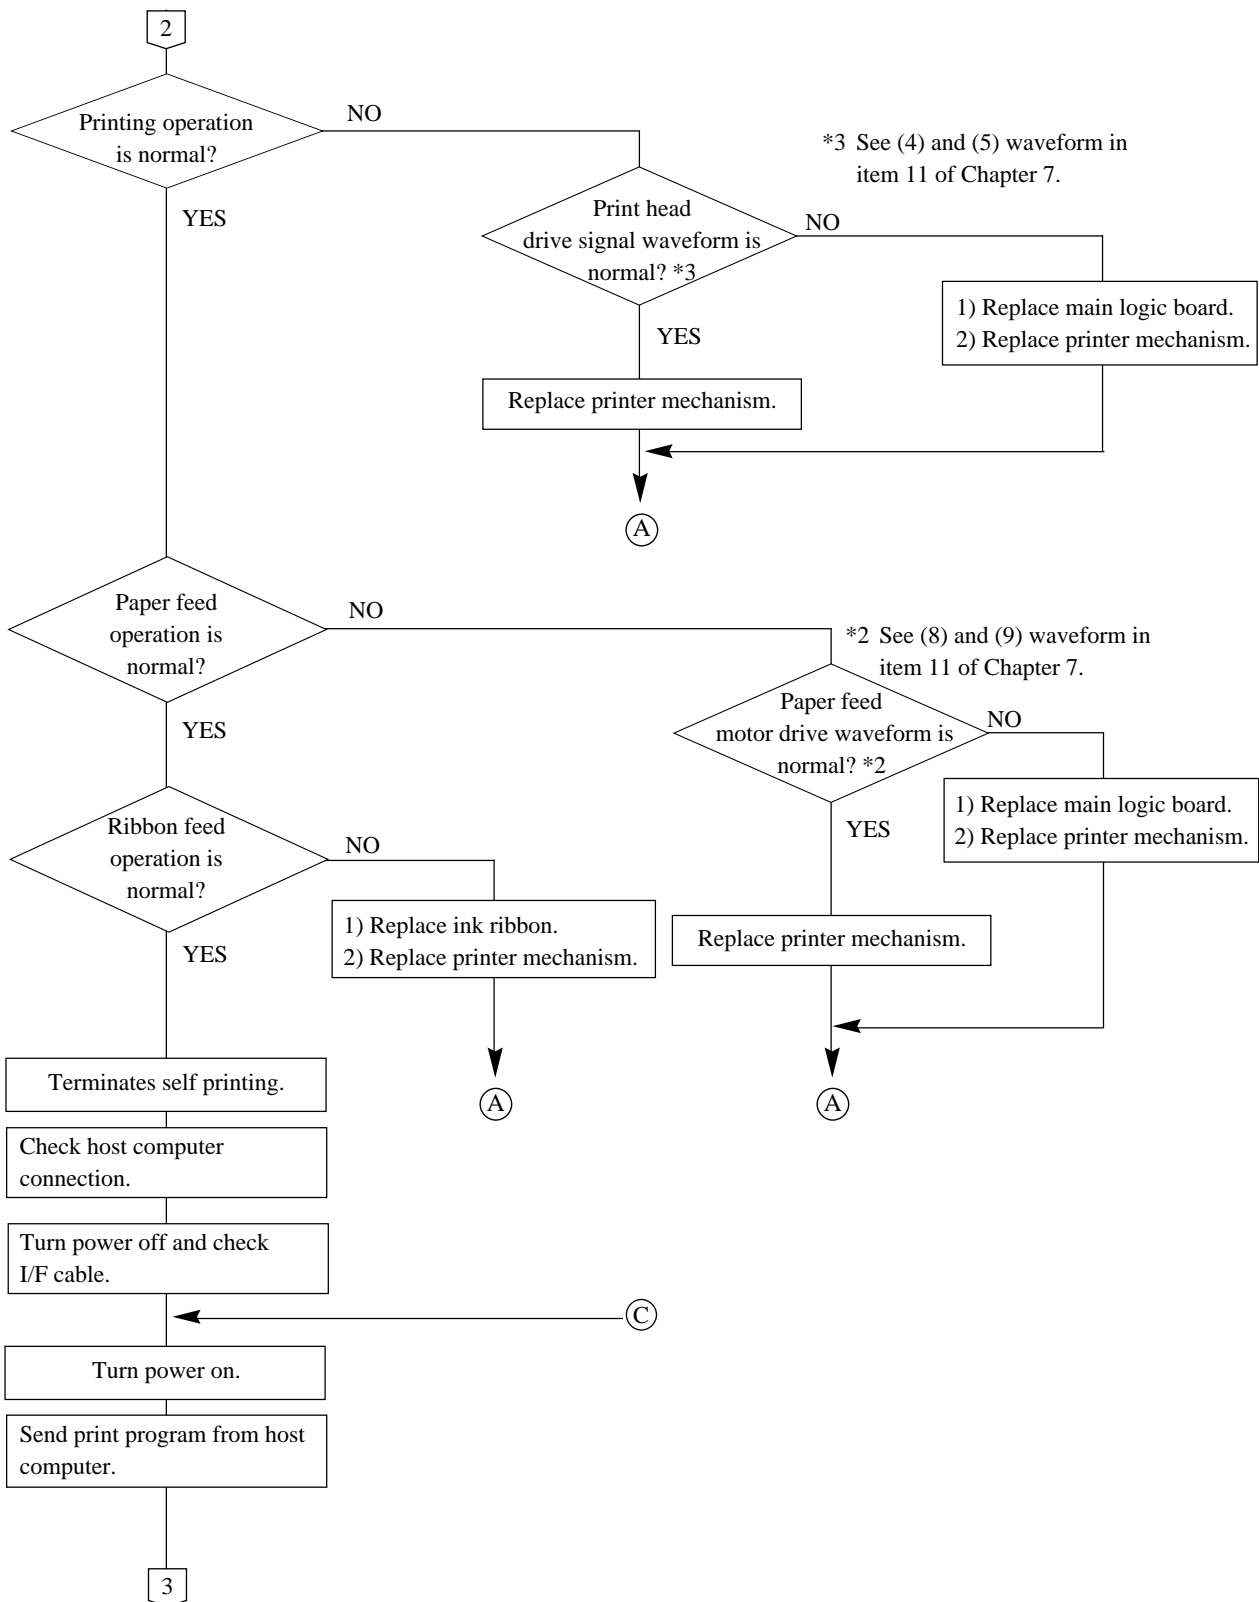 2
Printing operation
is normal?
NO
YES
*3 See (4) and (5) waveform in
item 11 of Chapter 7.
Print head
drive signal waveform is
normal? *3
NO
YES
1) Replace main logic board.
2) Replace printer mechanism.
Replace printer mechanism.
A
Paper feed
operation is
normal?
NO
YES
*2 See (8) and (9) waveform in
item 11 of Chapter 7.
Paper feed
motor drive waveform is
normal? *2
NO
YES
1) Replace main logic board.
2) Replace printer mechanism.
Replace printer mechanism.
A
Ribbon feed
operation is
normal?
NO
YES
1) Replace ink ribbon.
2) Replace printer mechanism.
A
Terminates self printing.
Check host computer
connection.
Turn power off and check
I/F cable.
C
Turn power on.
Send print program from host
computer.
3